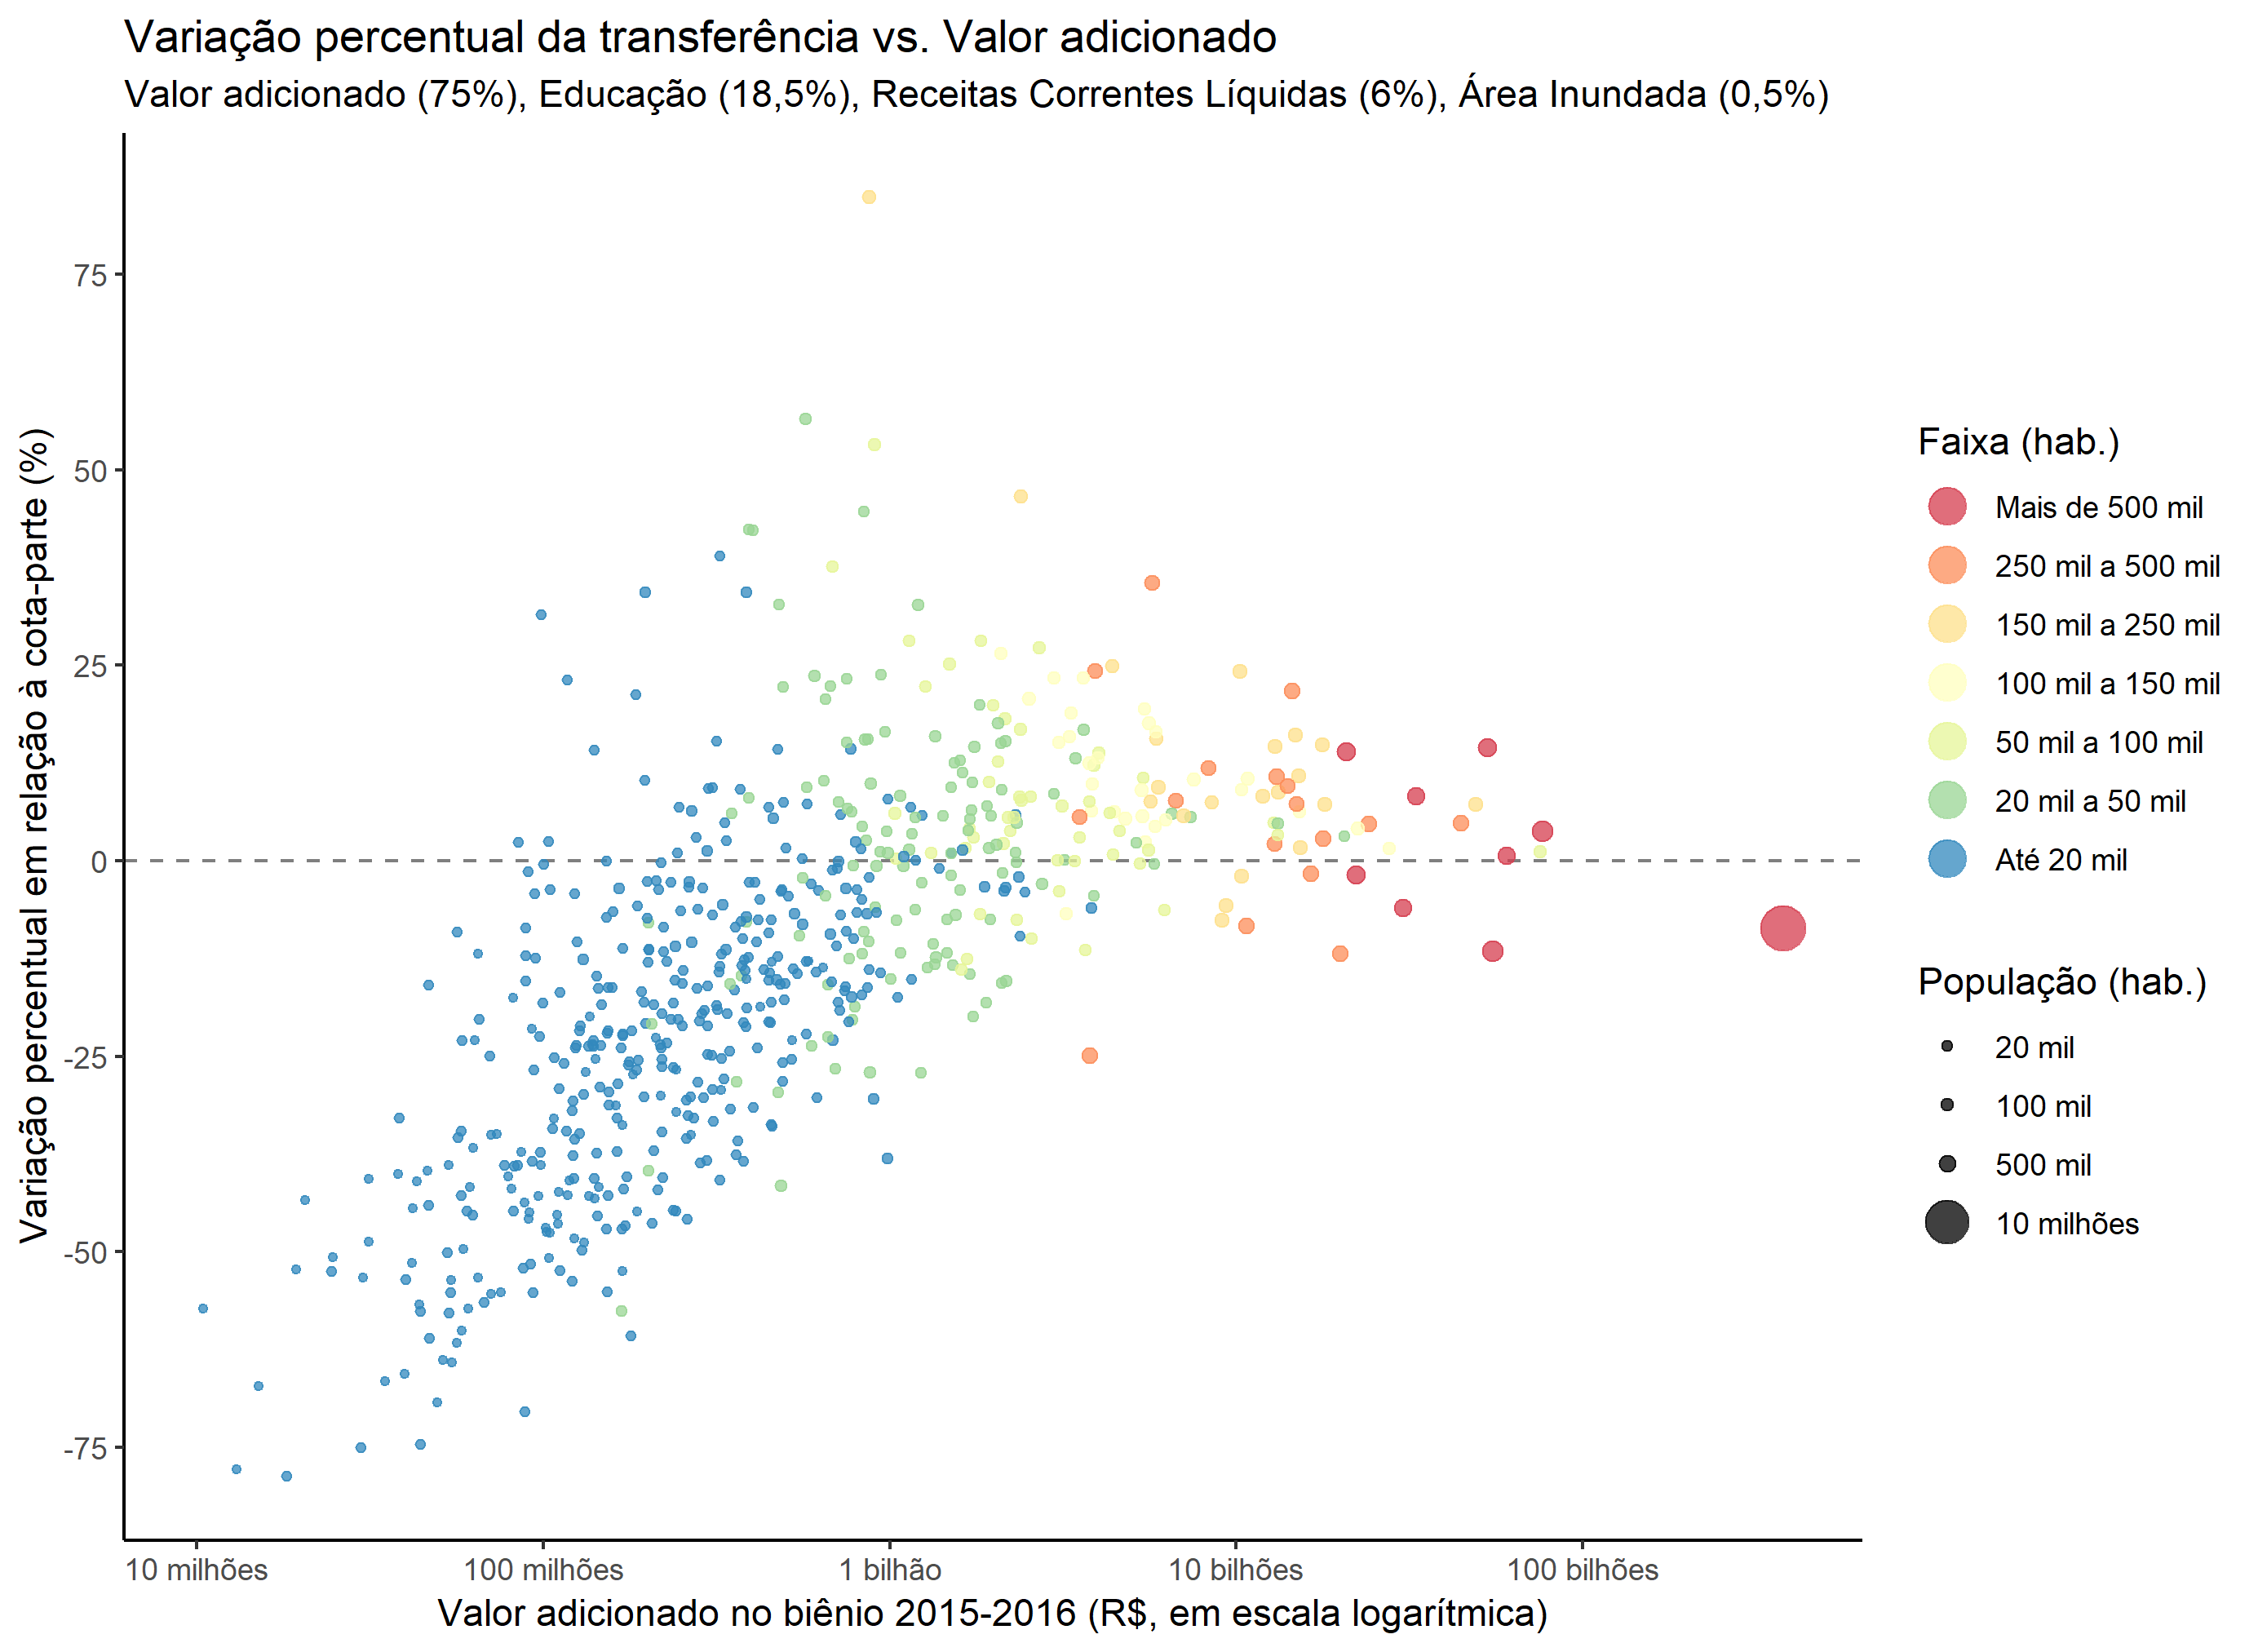 Variação percentual da transferência vs. Valor adicionado
Valor adicionado (75%), Educação (18,5%), Receitas Correntes Líquidas (6%), Área Inundada (0,5%)
Variação percentual em relação à cota-parte (%)
75
50
25
0
-25
-50
-75
10 milhões
100 milhões
1 bilhão
10 bilhões
100 bilhões
Valor adicionado no biênio 2015-2016 (R$, em escala logarítmica)
Faixa (hab.)
Mais de 500 mil
250 mil a 500 mil
150 mil a 250 mil
100 mil a 150 mil
50 mil a 100 mil
20 mil a 50 mil
Até 20 mil
População (hab.)
20 mil
100 mil
500 mil
10 milhões